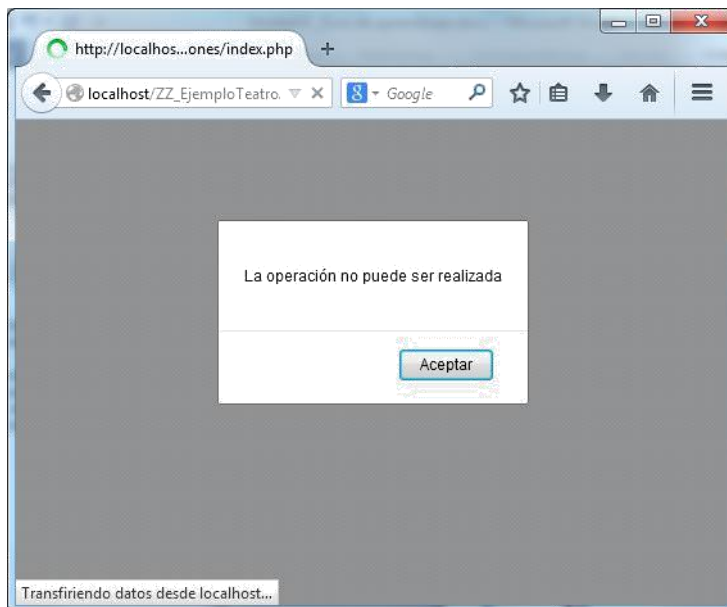 http://localhos...ones/index.php
localhost/ZZ_EjemploTeatro.
8 Google
La operación no puede ser realizada
Aceptar
Transfiriendo datos desde localhost...